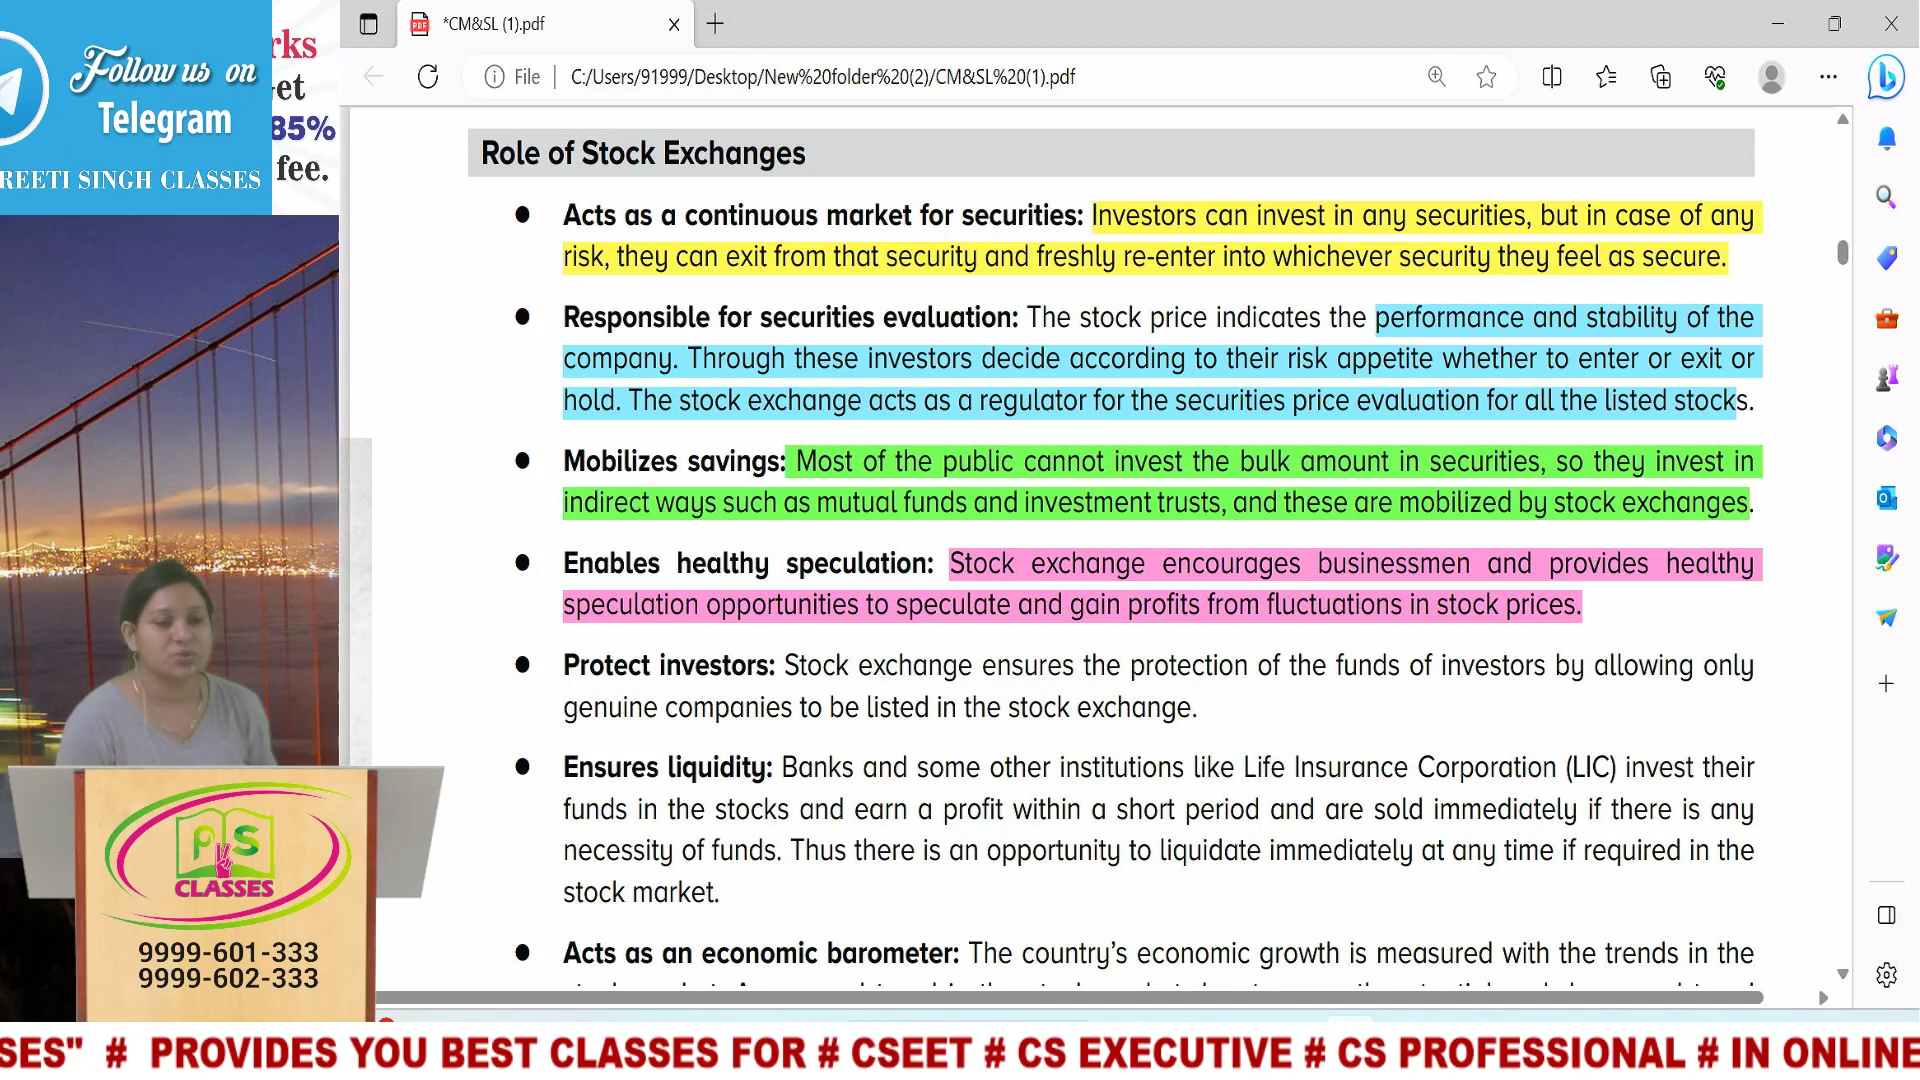 Follow us on
Telegram
REETI SINGH CLASSES
rks
et
85%
fee.
*CM&SL (1).pdf
File
C:/Users/91999/Desktop/New%20folder%20(2)/CM&SL%20(1).pdf
Role of Stock Exchanges
● Acts as a continuous market for securities: Investors can invest in any securities, but in case of any
risk, they can exit from that security and freshly re-enter into whichever security they feel as secure.
● Responsible for securities evaluation: The stock price indicates the performance and stability of the
company. Through these investors decide according to their risk appetite whether to enter or exit or
hold. The stock exchange acts as a regulator for the securities price evaluation for all the listed stocks.
● Mobilizes savings: Most of the public cannot invest the bulk amount in securities, so they invest in
indirect ways such as mutual funds and investment trusts, and these are mobilized by stock exchanges.
● Enables healthy speculation: Stock exchange encourages businessmen and provides healthy
speculation opportunities to speculate and gain profits from fluctuations in stock prices.
● Protect investors: Stock exchange ensures the protection of the funds of investors by allowing only
genuine companies to be listed in the stock exchange.
● Ensures liquidity: Banks and some other institutions like Life Insurance Corporation (LIC) invest their
funds in the stocks and earn a profit within a short period and are sold immediately if there is any
necessity of funds. Thus there is an opportunity to liquidate immediately at any time if required in the
stock market.
● Acts as an economic barometer: The country's economic growth is measured with the trends in the
PS
CLASSES
9999-601-333
9999-602-333
SES" # PROVIDES YOU BEST CLASSES FOR # CSEET # CS EXECUTIVE # CS PROFESSIONAL # IN ONLINE